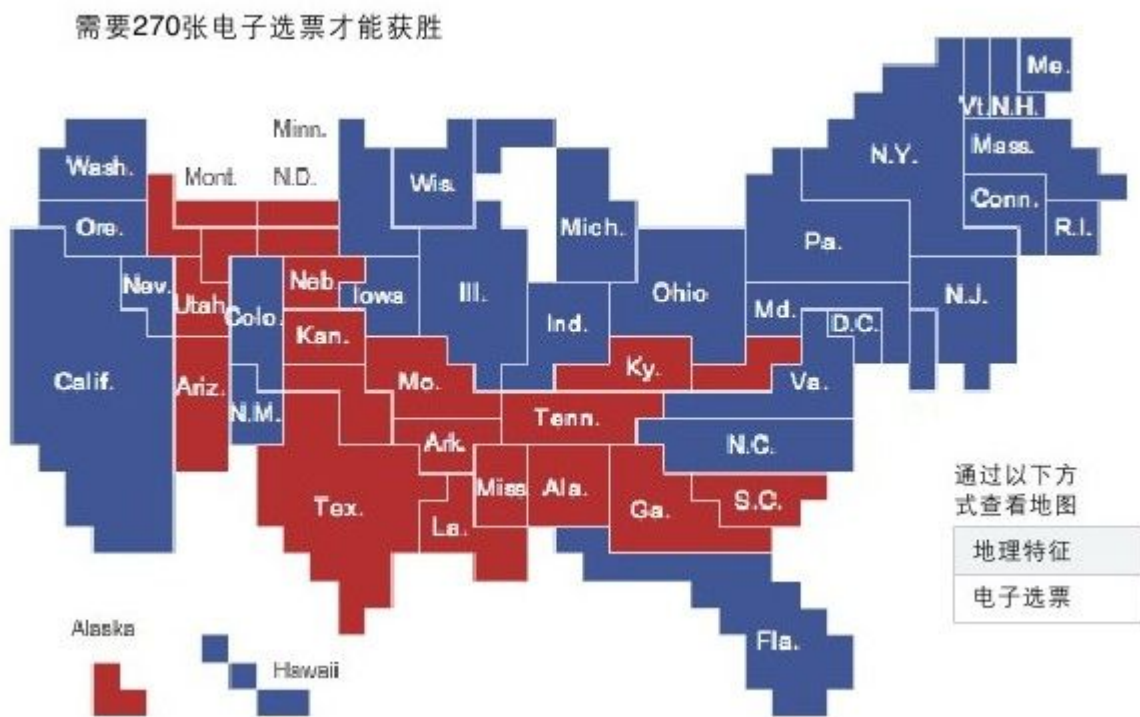 需要270张电子选票才能获胜
Me.
Vt.
N.H.
Minn.
Wash.
Mont.
N.D.
Wis.
N.Y.
Mass.
Ore.
Mich.
Pa.
Conn.
R.I.
Nev.
Utah
Colo.
Neb.
Iowa
Ill.
Ind.
Ohio
Md.
D.C.
N.J.
Kan.
Calif.
Ariz.
N.M.
Mo.
Ky.
Va.
Tenn.
N.C.
Ark.
Tex.
La.
Miss
Ala.
Ga.
S.C.
通过以下方
式查看地图
地理特征
电子选票
Alaska
Hawaii
Fla.